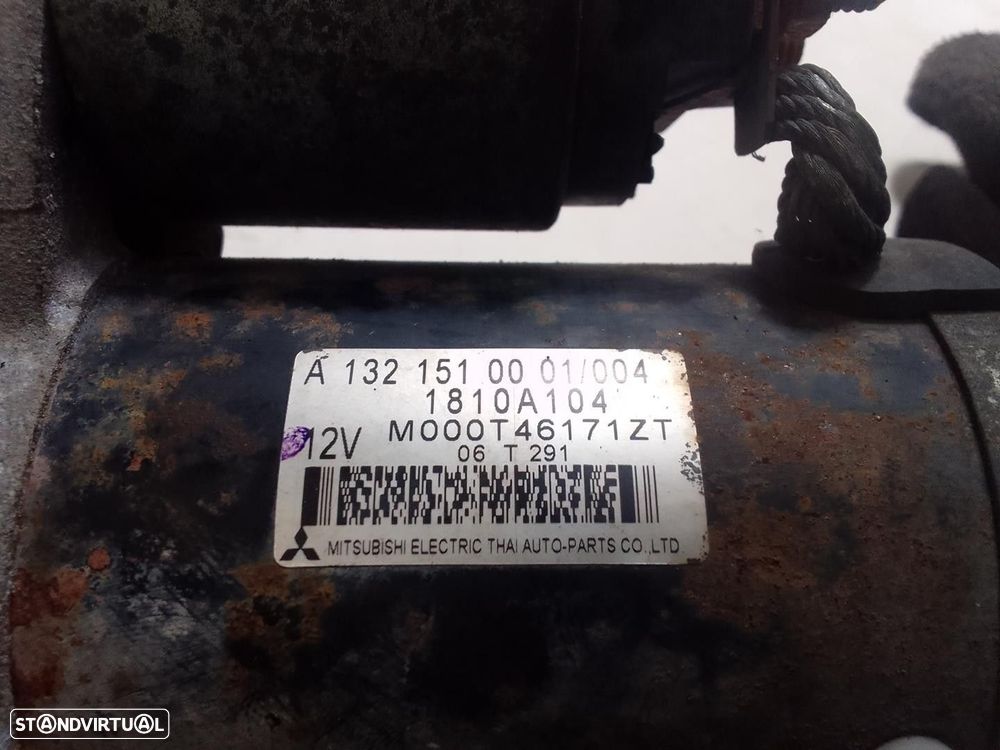 A 132 151 00 01/004
1810A104
12V M000T46171ZT
06 T 291
MITSUBISHI ELECTRIC THAI AUTO-PARTS CO.,LTD
STANDVIRTUAL